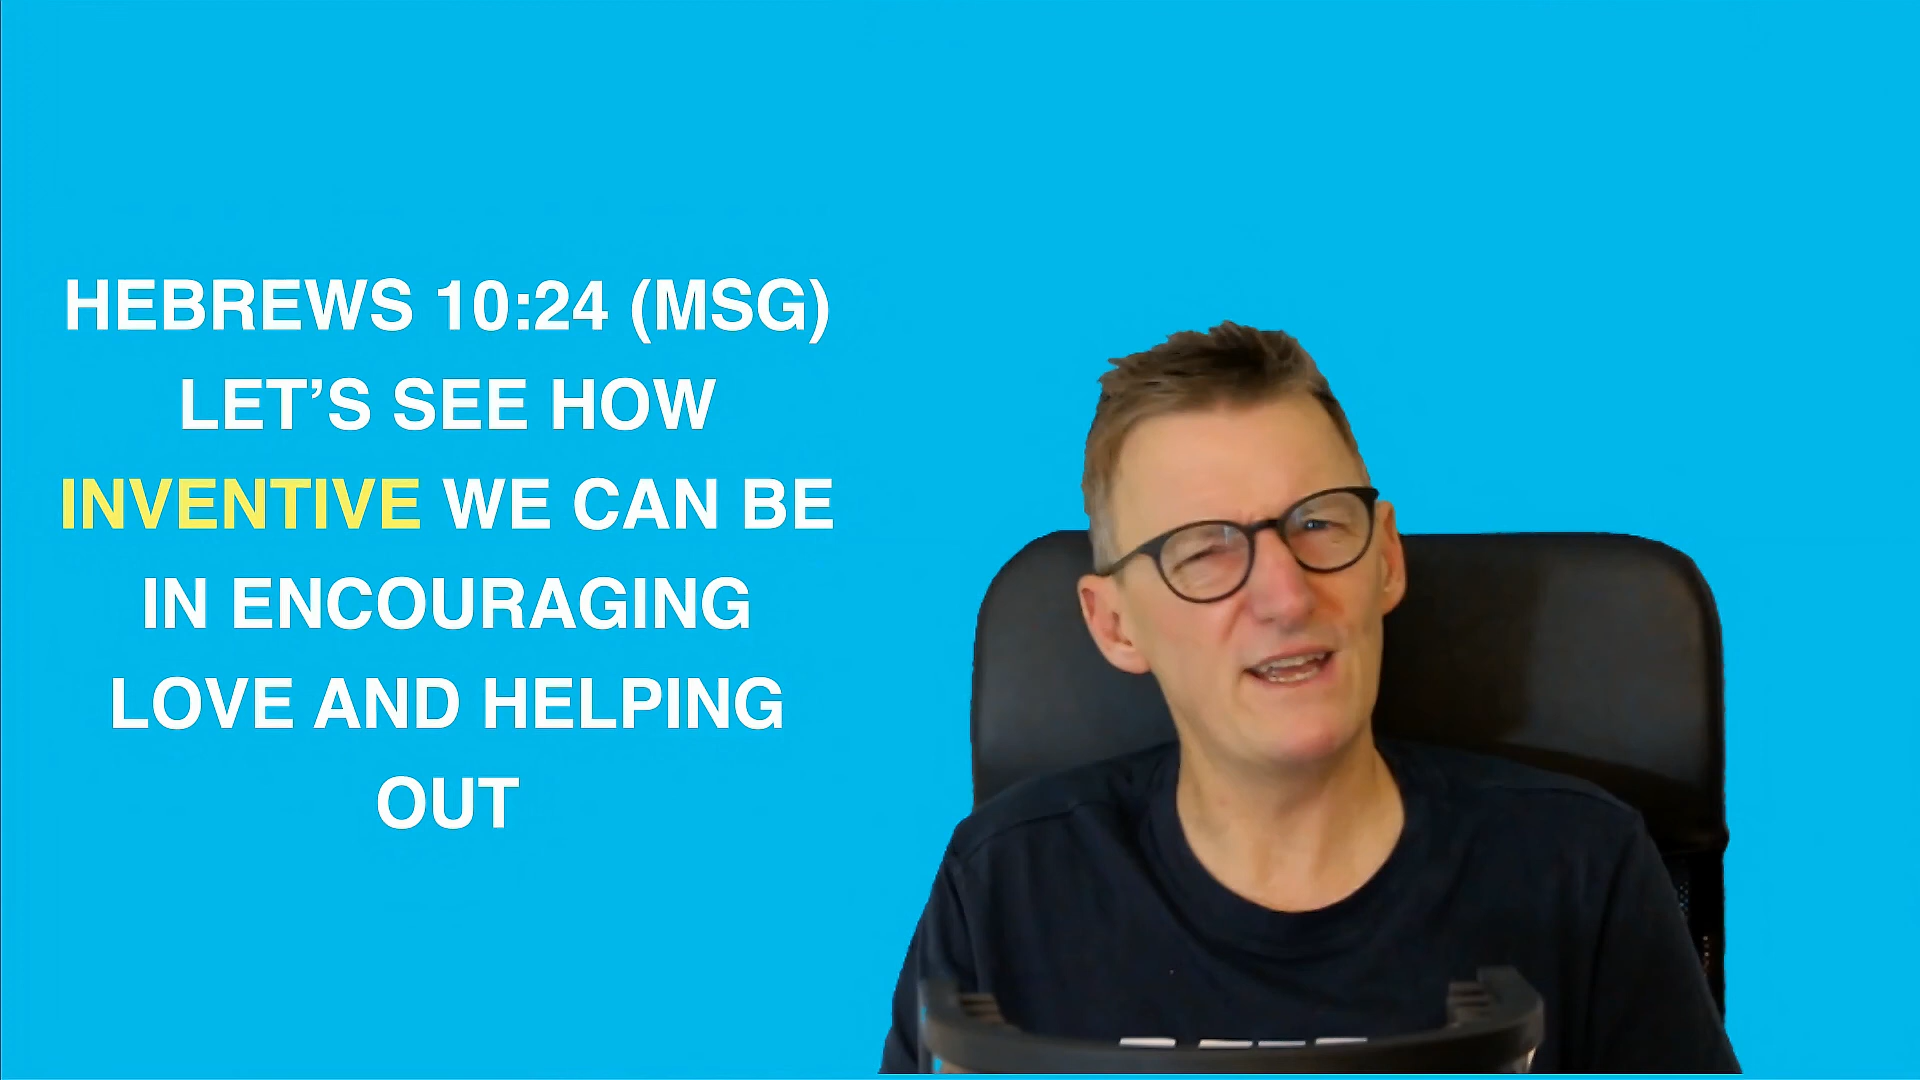 HEBREWS 10:24 (MSG)
LET’S SEE HOW
INVENTIVE WE CAN BE
IN ENCOURAGING
LOVE AND HELPING
OUT